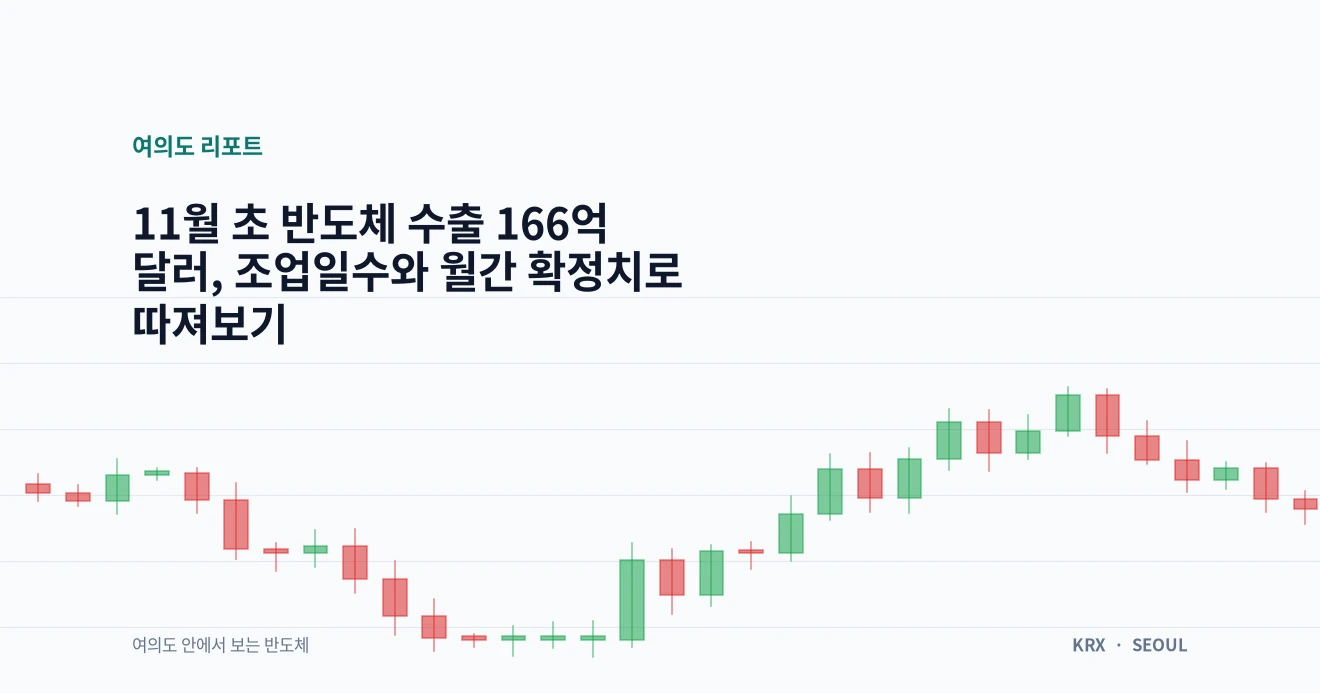 여의도 리포트
11월 초 반도체 수출 166억
달러, 조업일수와 월간 확정치로
따져보기
여의도 안에서 보는 반도체
KRX · SEOUL